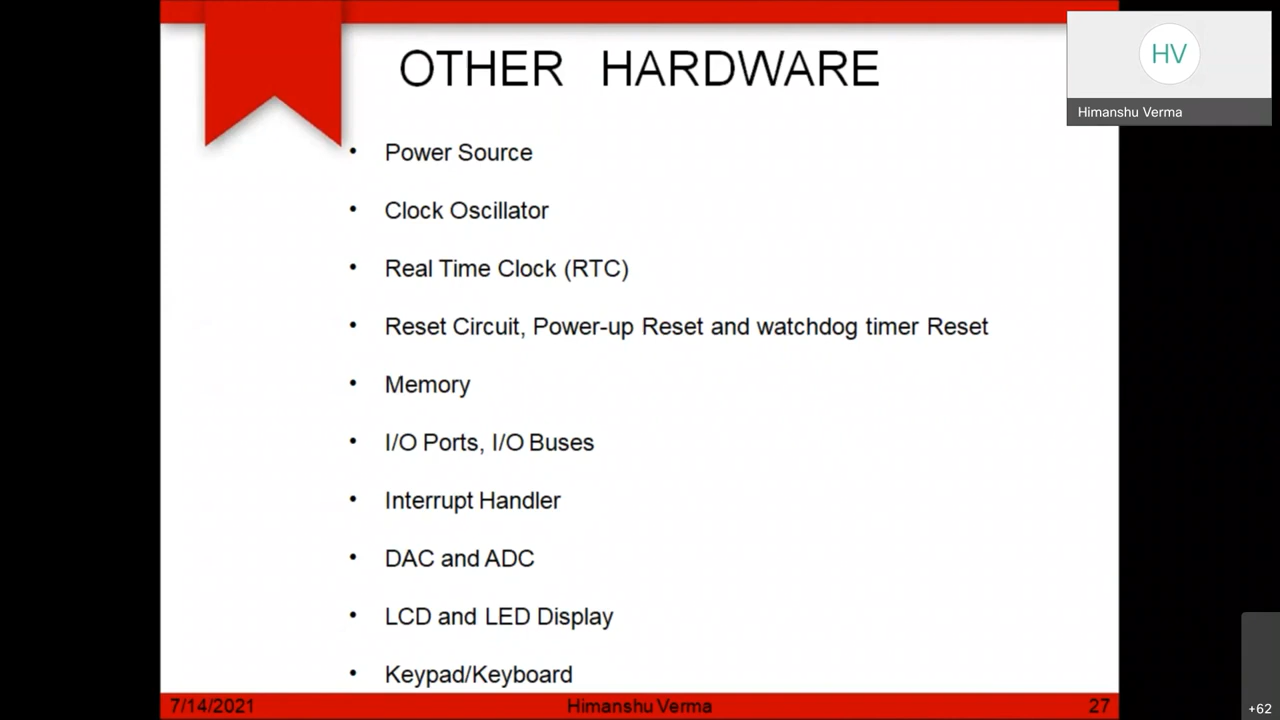 OTHER HARDWARE
HV
Himanshu Verma
• Power Source
• Clock Oscillator
• Real Time Clock (RTC)
• Reset Circuit, Power-up Reset and watchdog timer Reset
• Memory
• I/O Ports, I/O Buses
• Interrupt Handler
• DAC and ADC
• LCD and LED Display
• Keypad/Keyboard
7/14/2021 Himanshu Verma 27
+62